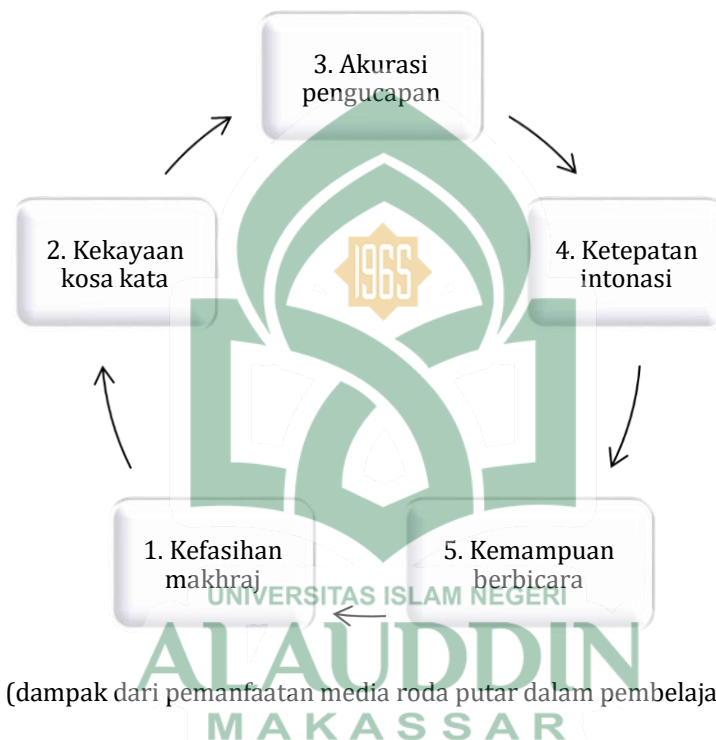 3. Akurasi
pengucapan
2. Kekayaan
kosa kata
1965
4. Ketepatan
intonasi
1. Kefasihan
makhraj
5. Kemampuan
berbicara
UNIVERSITAS ISLAM NEGERI
ALAUDDIN
(dampak dari pemanfaatan media roda putar dalam pembelaja
MAKASSAR